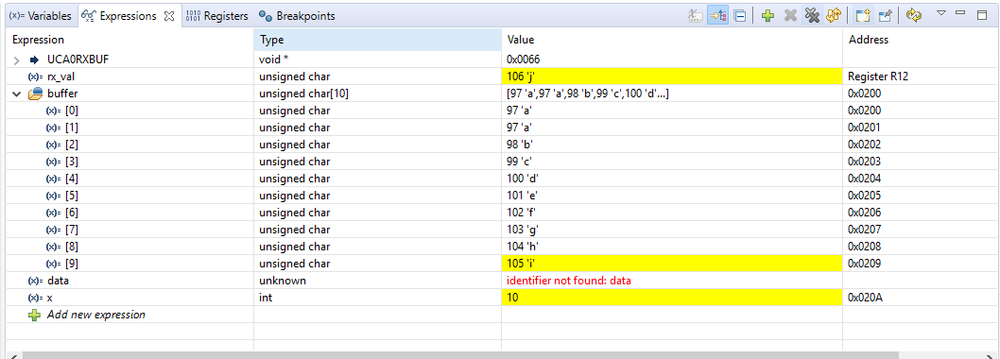 (x)= Variables Expressions 1010 0101 Registers Breakpoints
Expression Type Value Address
UCA0RXBUF void * 0x0066
(x)= rx_val unsigned char 106 'j' Register R12
buffer unsigned char[10] [97 'a',97 'a',98 'b',99 'c',100 'd'...] 0x0200
(x)= [0] unsigned char 97 'a' 0x0200
(x)= [1] unsigned char 97 'a' 0x0201
(x)= [2] unsigned char 98 'b' 0x0202
(x)= [3] unsigned char 99 'c' 0x0203
(x)= [4] unsigned char 100 'd' 0x0204
(x)= [5] unsigned char 101 'e' 0x0205
(x)= [6] unsigned char 102 'f' 0x0206
(x)= [7] unsigned char 103 'g' 0x0207
(x)= [8] unsigned char 104 'h' 0x0208
(x)= [9] unsigned char 105 'i' 0x0209
(x)= data unknown identifier not found: data
(x)= x int 10 0x020A
Add new expression